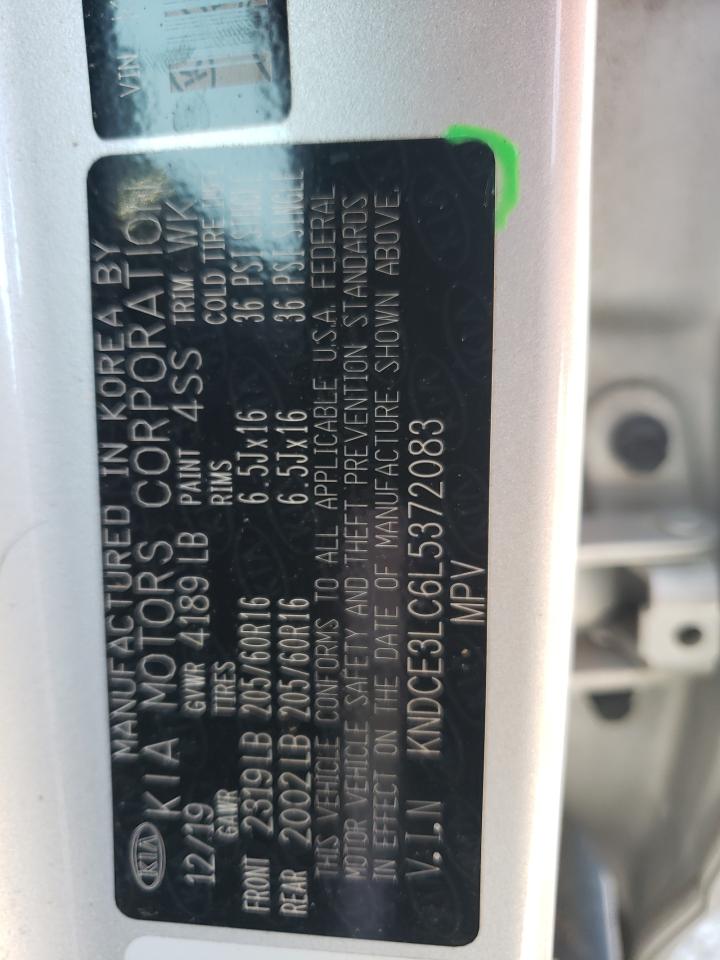 VIN
MANUFACTURED IN KOREA BY
KIA KIA MOTORS CORPORATION
12/19 GVWR 4189 LB PAINT 4SS TRIM WK
GAWR TIRES RIMS COLD TIRE
FRONT 2319LB 205/60R16 6.5Jx16 36 PSI SINGLE
REAR 2002LB 205/60R16 6.5Jx16 36 PSI SINGLE
THIS VEHICLE CONFORMS TO ALL APPLICABLE U.S.A. FEDERAL
MOTOR VEHICLE SAFETY AND THEFT PREVENTION STANDARDS
IN EFFECT ON THE DATE OF MANUFACTURE SHOWN ABOVE.
V.I.N KNDCE3LC6L5372083
MPV